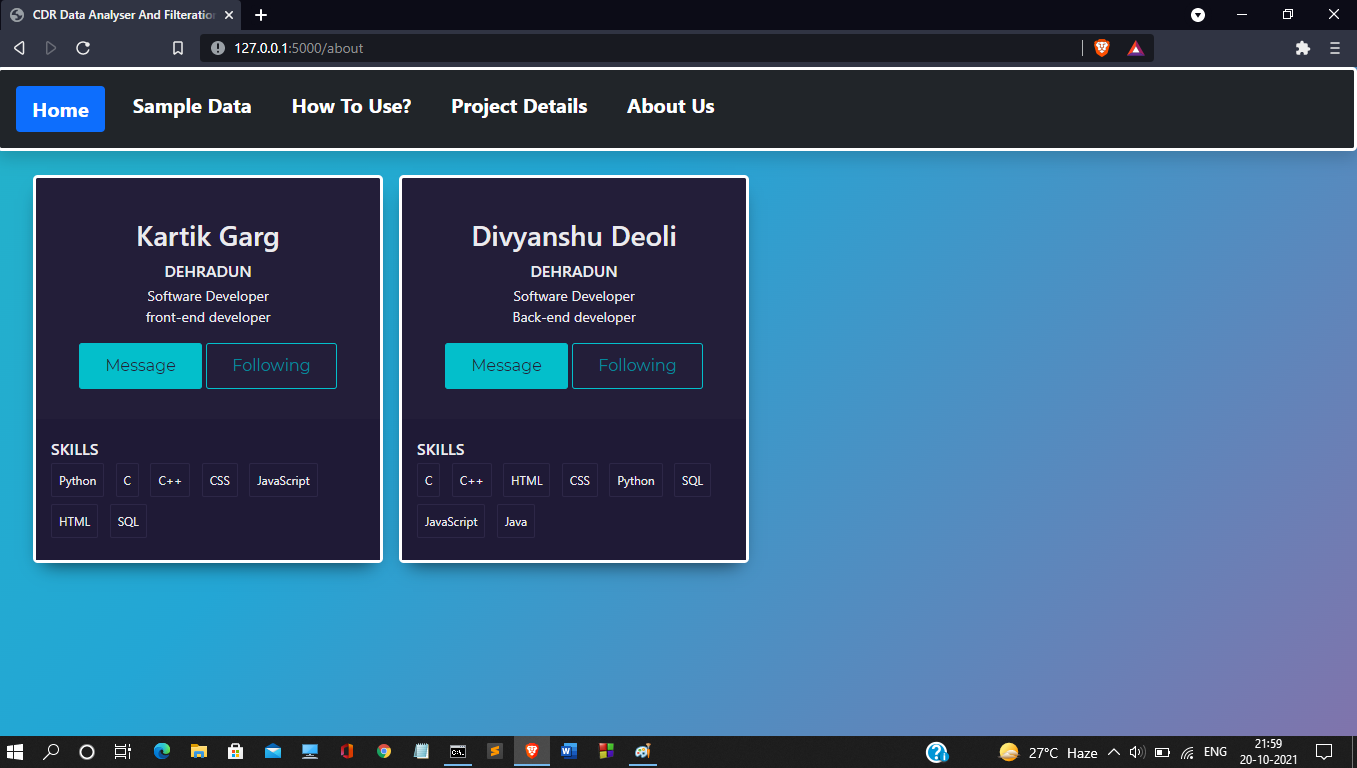 CDR Data Analyser And Filteratio
127.0.0.1:5000/about
Home Sample Data How To Use? Project Details About Us
Kartik Garg
DEHRADUN
Software Developer
front-end developer
Message Following
SKILLS
Python C C++ CSS JavaScript
HTML SQL
Divyanshu Deoli
DEHRADUN
Software Developer
Back-end developer
Message Following
SKILLS
C C++ HTML CSS Python SQL
JavaScript Java
27°C Haze ENG
21:59
20-10-2021